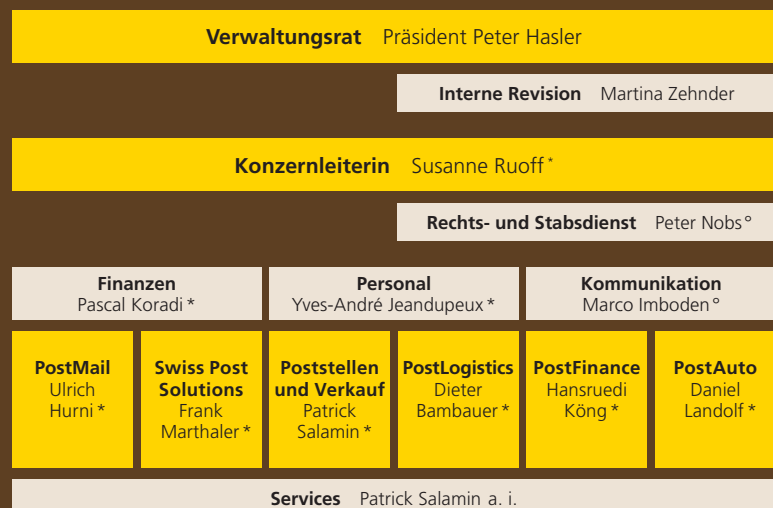 Verwaltungsrat Präsident Peter Hasler
Interne Revision Martina Zehnder
Konzernleiterin Susanne Ruoff *
Rechts- und Stabsdienst Peter Nobs °
Finanzen
Pascal Koradi *
Personal
Yves-André Jeandupeux *
Kommunikation
Marco Imboden °
PostMail
Ulrich
Hurni *
Swiss Post
Solutions
Frank
Marthaler *
Poststellen
und Verkauf
Patrick
Salamin *
PostLogistics
Dieter
Bambauer *
PostFinance
Hansruedi
Köng *
PostAuto
Daniel
Landolf *
Services Patrick Salamin a. i.